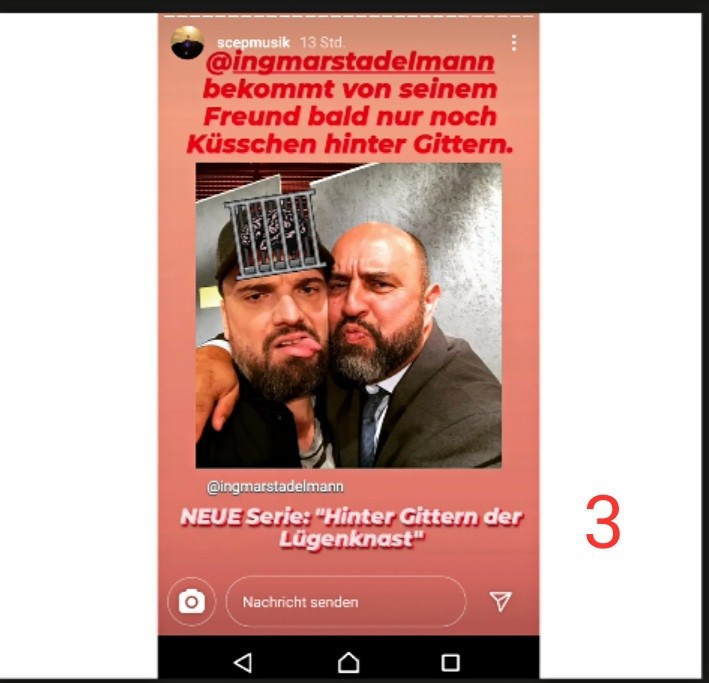 scepmusik 13 Std.
@ingmarstadelmann
bekommt von seinem
Freund bald nur noch
Küsschen hinter Gittern.
@ingmarstadelmann
NEUE Serie: "Hinter Gittern der
Lügenknast"
3
Nachricht senden